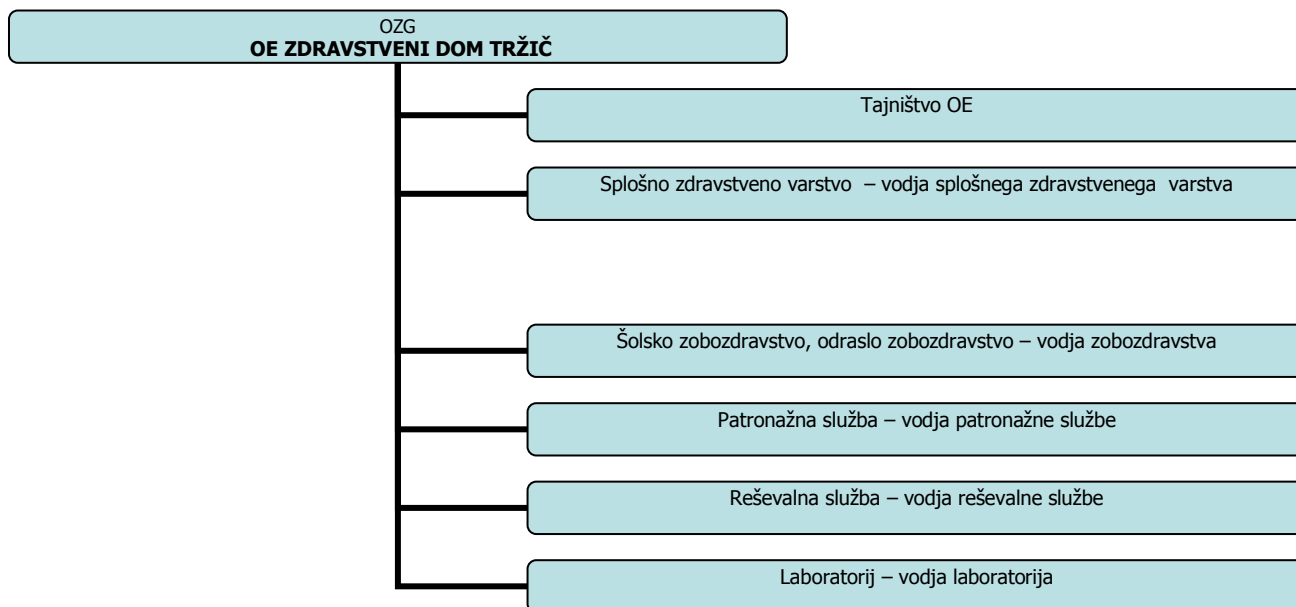 OZG
OE ZDRAVSTVENI DOM TRŽIČ
Tajništvo OE
Splošno zdravstveno varstvo – vodja splošnega zdravstvenega varstva
Šolsko zobozdravstvo, odraslo zobozdravstvo – vodja zobozdravstva
Patronažna služba – vodja patronažne službe
Reševalna služba – vodja reševalne službe
Laboratorij – vodja laboratorija